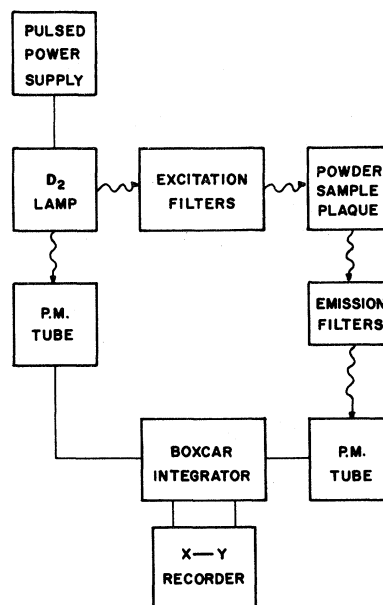 PULSED
POWER
SUPPLY
D2
LAMP
EXCITATION
FILTERS
POWDER
SAMPLE
PLAQUE
P.M.
TUBE
EMISSION
FILTERS
BOXCAR
INTEGRATOR
P.M.
TUBE
X—Y
RECORDER